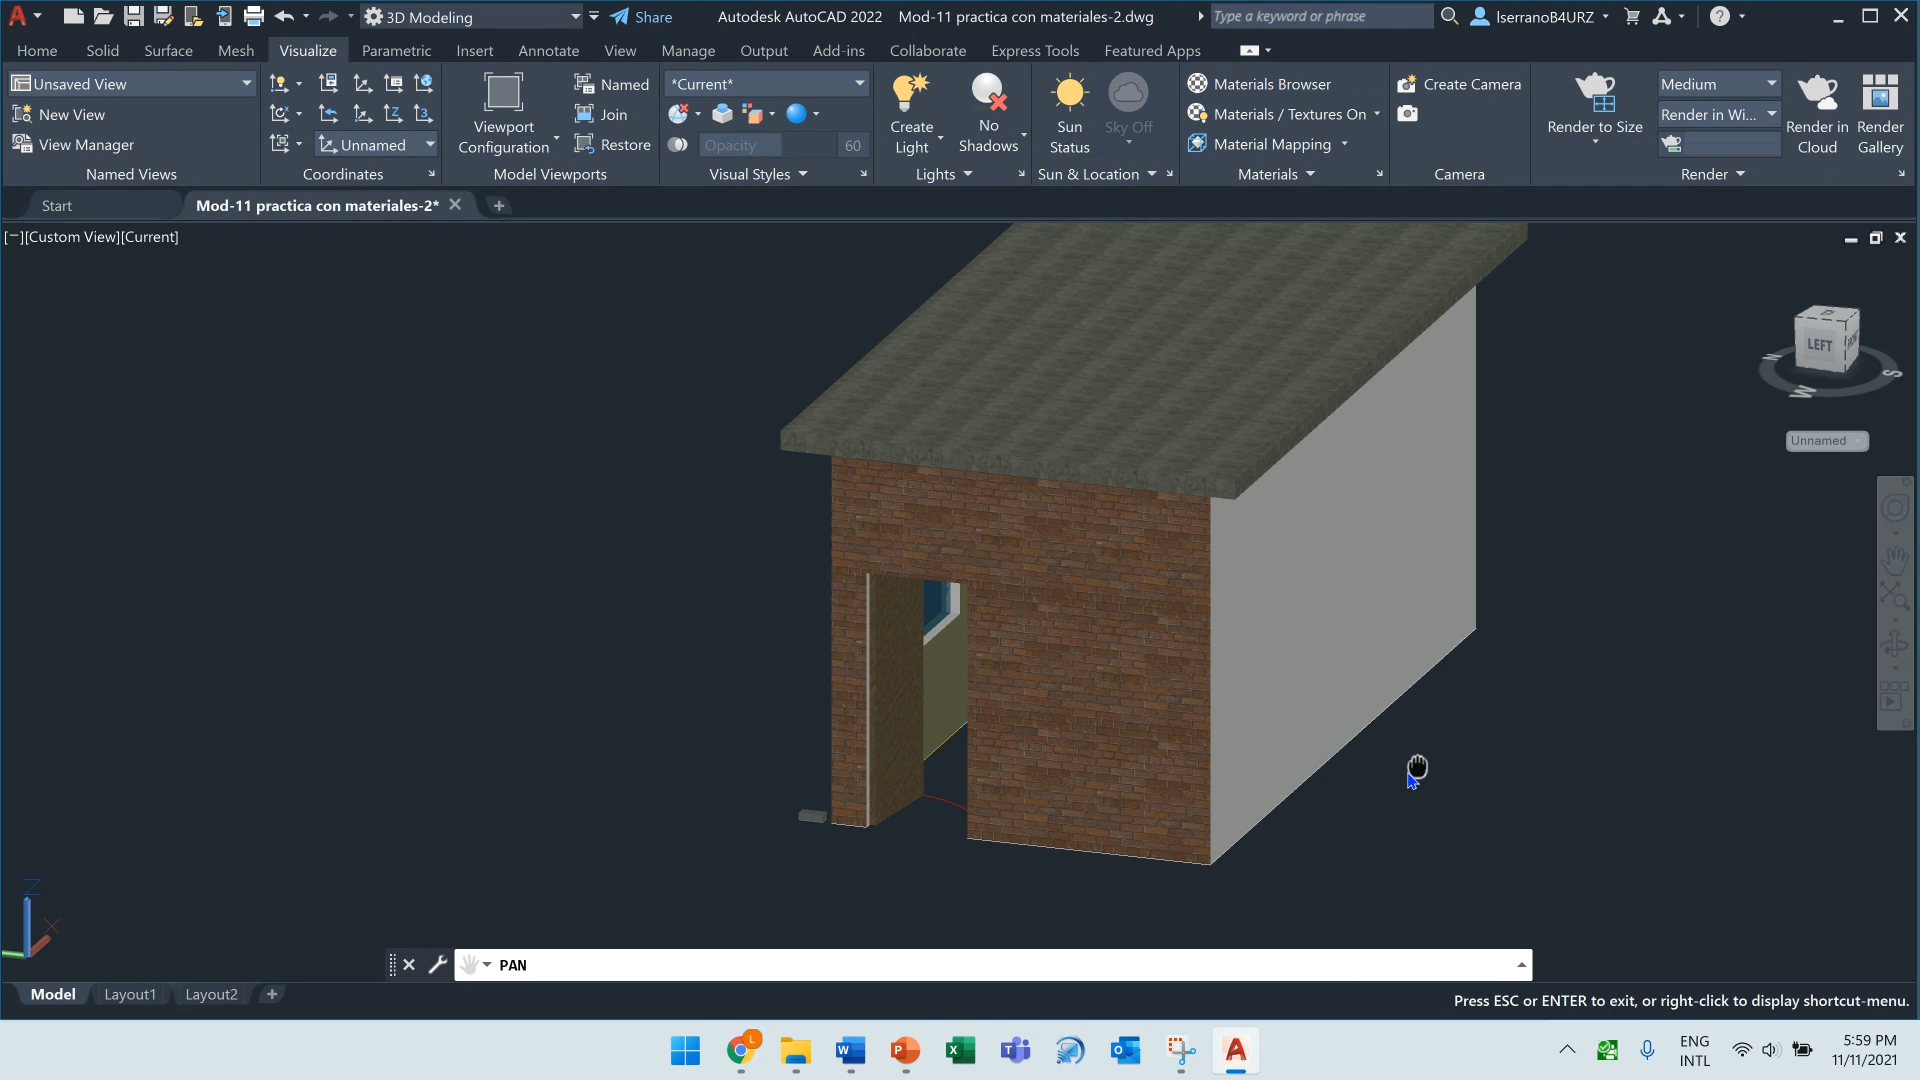 3D Modeling
Share
Autodesk AutoCAD 2022 Mod-11 practica con materiales-2.dwg
Type a keyword or phrase
lserranoB4URZ
Home Solid Surface Mesh Visualize Parametric Insert Annotate View Manage Output Add-ins Collaborate Express Tools Featured Apps
Unsaved View
New View
View Manager
Named Views
Unnamed
Coordinates
Viewport
Configuration
Named
Join
Restore
Model Viewports
*Current*
Opacity 60
Visual Styles
Create
Light
No
Shadows
Lights
Sun
Status
Sky Off
Sun & Location
Materials Browser
Materials / Textures On
Material Mapping
Materials
Create Camera
Camera
Render to Size
Medium
Render in Wi...
Render in
Cloud
Render
Gallery
Render
Start
Mod-11 practica con materiales-2*
[−][Custom View][Current]
LEFT
W
S
Unnamed
Z
X
PAN
Model Layout1 Layout2
Press ESC or ENTER to exit, or right-click to display shortcut-menu.
ENG
INTL
5:59 PM
11/11/2021